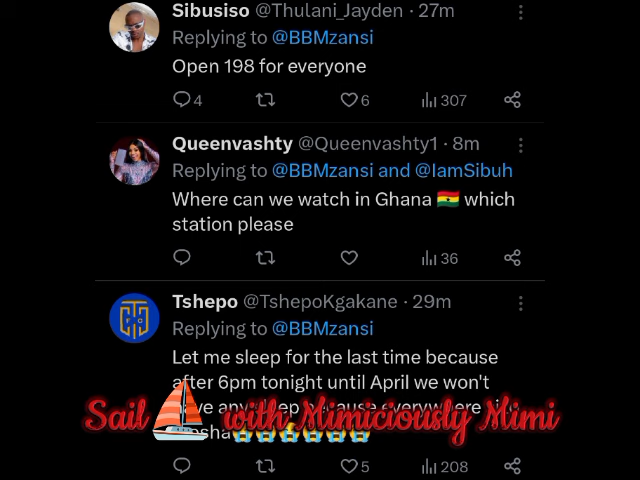 Sibusiso @Thulani_Jayden · 27m
Replying to @BBMzansi
Open 198 for everyone
4 6 307
Queenvashty @Queenvashty1 · 8m
Replying to @BBMzansi and @IamSibuh
Where can we watch in Ghana 🇬🇭 which
station please
36
Tshepo @TshepoKgakane · 29m
Replying to @BBMzansi
Let me sleep for the last time because
after 6pm tonight until April we won't
Sail ⛵ with Mimiciously Mimi
5 208